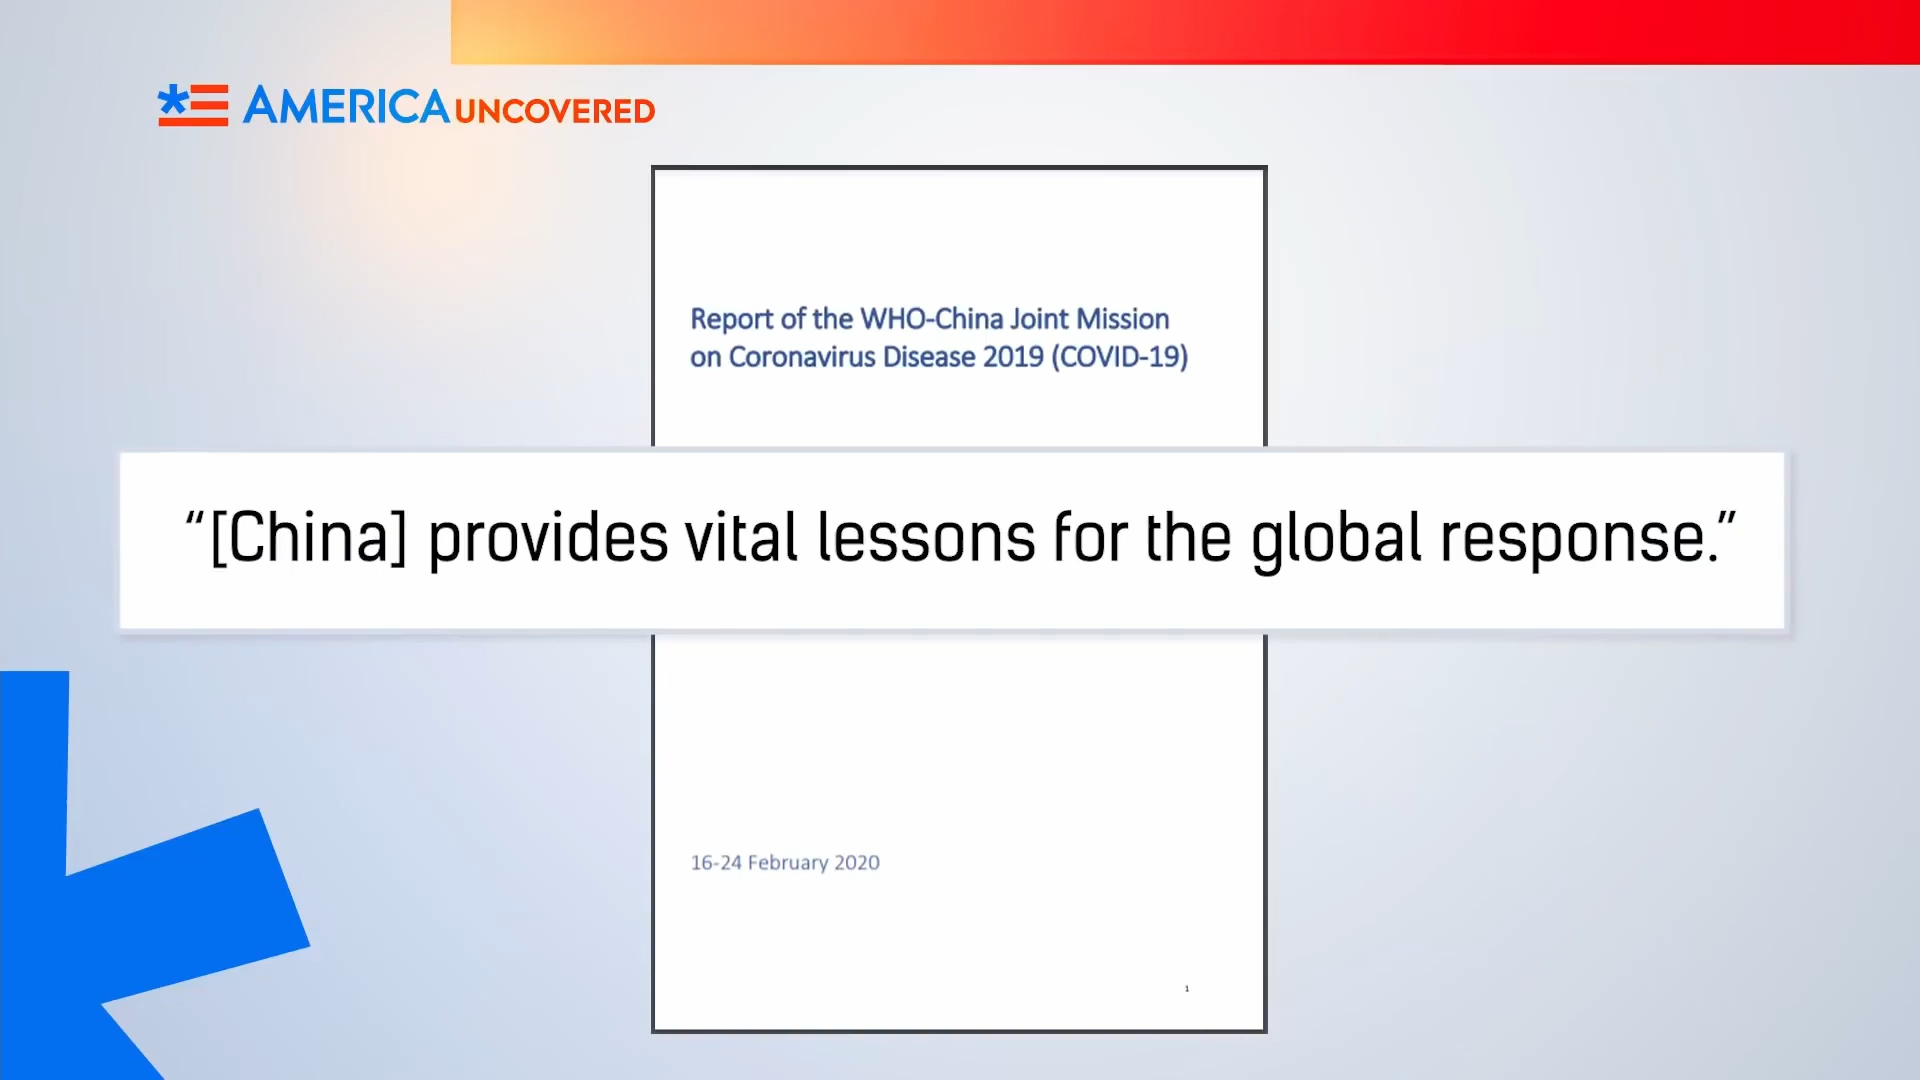 AMERICA UNCOVERED
Report of the WHO-China Joint Mission
on Coronavirus Disease 2019 (COVID-19)
“[China] provides vital lessons for the global response.”
16-24 February 2020
1